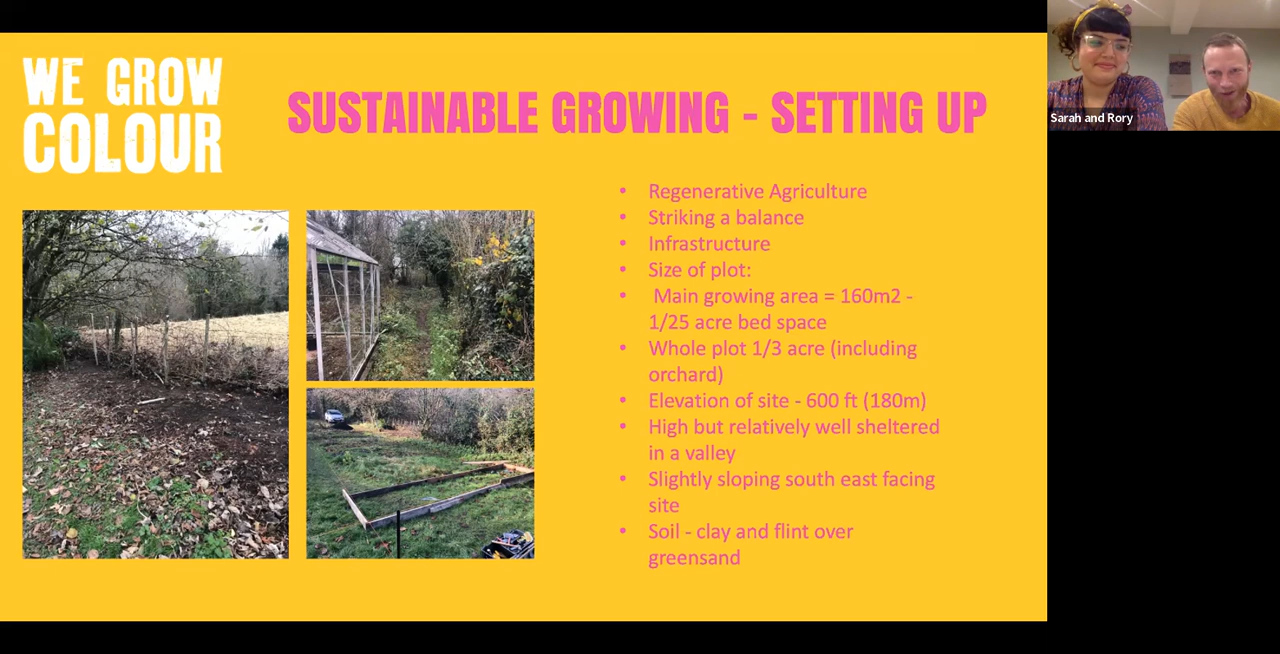 WE GROW
COLOUR
SUSTAINABLE GROWING - SETTING UP
• Regenerative Agriculture
• Striking a balance
• Infrastructure
• Size of plot:
• Main growing area = 160m2 -
1/25 acre bed space
• Whole plot 1/3 acre (including
orchard)
• Elevation of site - 600 ft (180m)
• High but relatively well sheltered
in a valley
• Slightly sloping south east facing
site
• Soil - clay and flint over
greensand
Sarah and Rory